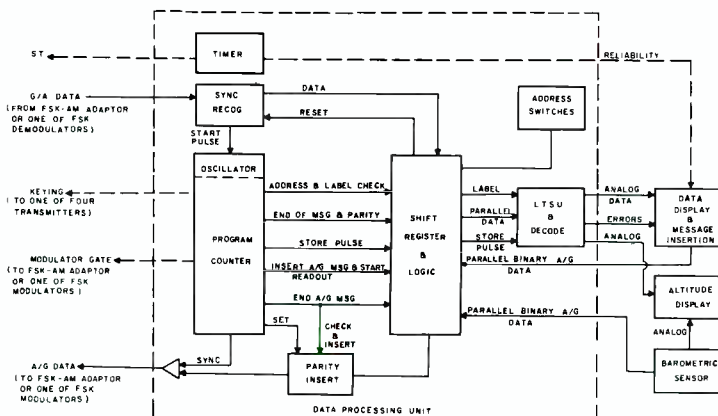 ST
TIMER
RELIABILITY
G/A DATA
(FROM FSK-AM ADAPTOR
OR ONE OF FSK
DEMODULATORS)
SYNC
RECOG
DATA
RESET
START
PULSE
ADDRESS
SWITCHES
OSCILLATOR
KEYING
(TO ONE OF FOUR
TRANSMITTERS)
MODULATOR GATE
(TO FSK-AM ADAPTOR
OR ONE OF FSK
MODULATORS)
PROGRAM
COUNTER
ADDRESS & LABEL CHECK
END OF MSG & PARITY
STORE PULSE
INSERT A/G MSG & START
READOUT
END A/G MSG
SET
CHECK
&
INSERT
SHIFT
REGISTER
&
LOGIC
LABEL
PARALLEL
DATA
STORE
PULSE
LTSU
&
DECODE
ANALOG
DATA
ERRORS
ANALOG
DATA DISPLAY
&
MESSAGE
INSERTION
PARALLEL BINARY A/G
DATA
ALTITUDE
DISPLAY
PARALLEL BINARY A/G
DATA
ANALOG
BAROMETRIC
SENSOR
A/G DATA
(TO FSK-AM ADAPTOR
OR ONE OF FSK
MODULATORS)
SYNC
PARITY
INSERT
DATA PROCESSING UNIT